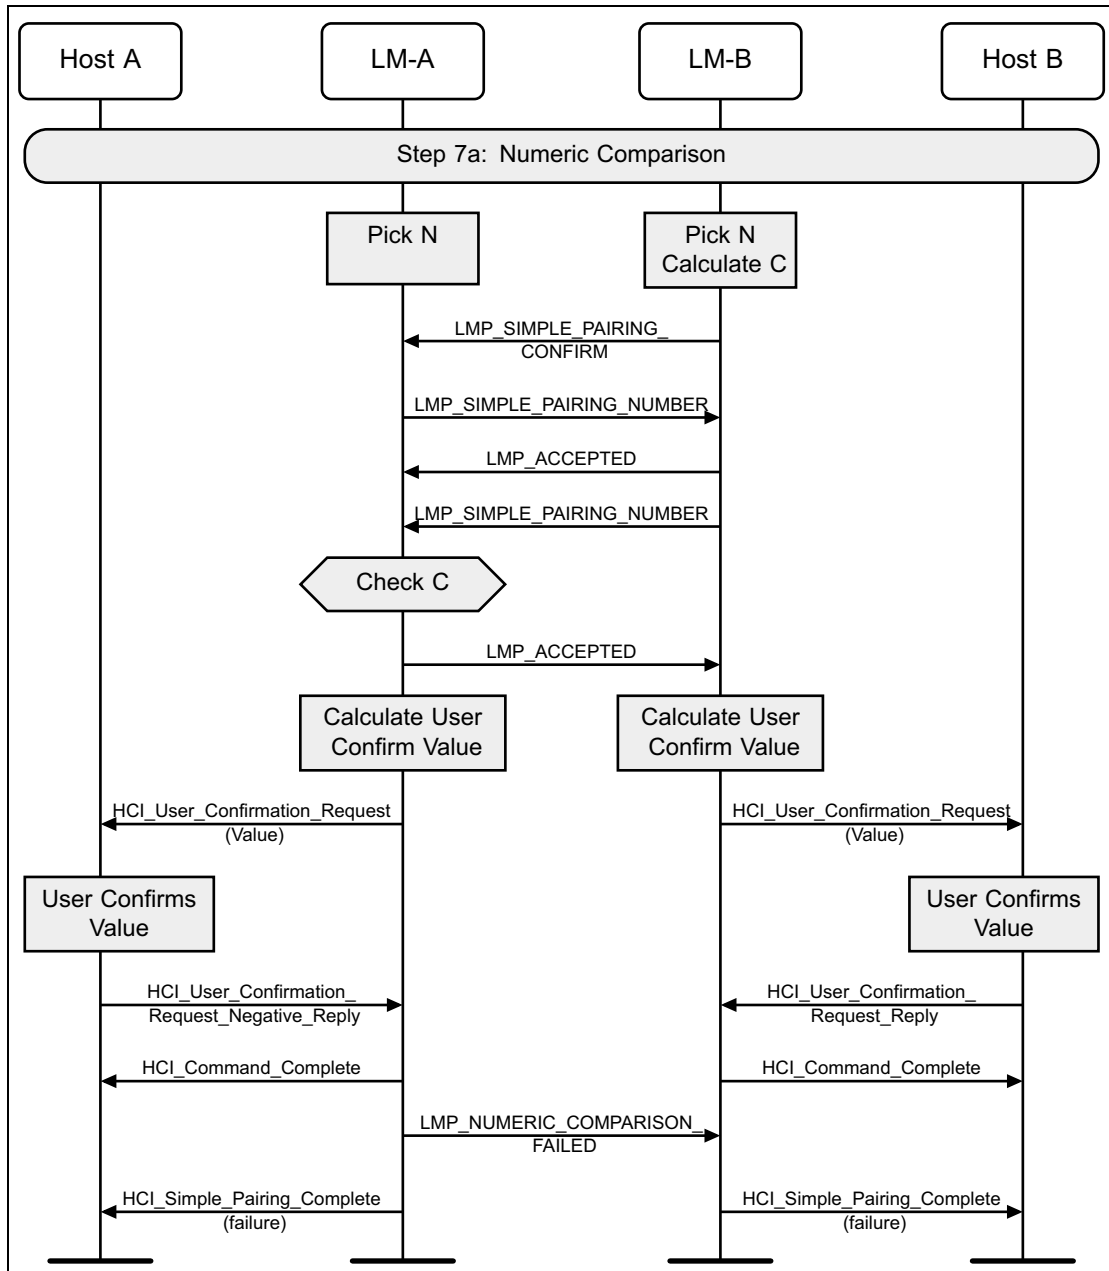 Host A
LM-A
LM-B
Host B
Step 7a: Numeric Comparison
Pick N
Pick N
Calculate C
LMP_SIMPLE_PAIRING_
CONFIRM
LMP_SIMPLE_PAIRING_NUMBER
LMP_ACCEPTED
LMP_SIMPLE_PAIRING_NUMBER
Check C
LMP_ACCEPTED
Calculate User
Confirm Value
Calculate User
Confirm Value
HCI_User_Confirmation_Request
(Value)
HCI_User_Confirmation_Request
(Value)
User Confirms
Value
User Confirms
Value
HCI_User_Confirmation_
Request_Negative_Reply
HCI_User_Confirmation_
Request_Reply
HCI_Command_Complete
HCI_Command_Complete
LMP_NUMERIC_COMPARISON_
FAILED
HCI_Simple_Pairing_Complete
(failure)
HCI_Simple_Pairing_Complete
(failure)